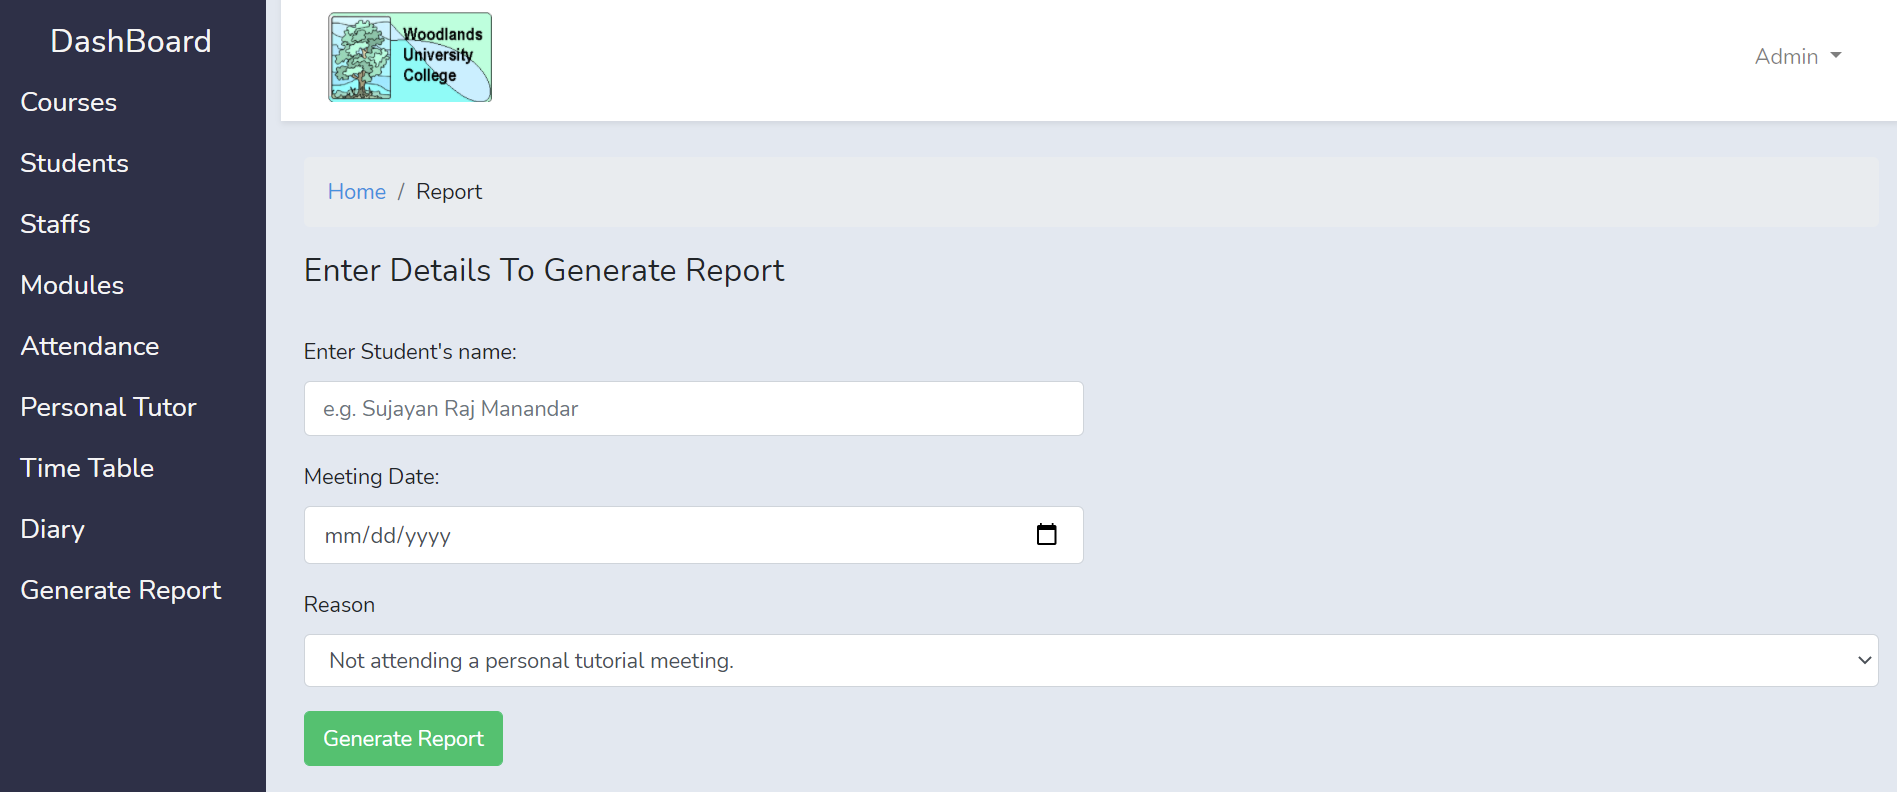 DashBoard
Courses
Students
Staffs
Modules
Attendance
Personal Tutor
Time Table
Diary
Generate Report
Woodlands
University
College
Admin
Home / Report
Enter Details To Generate Report
Enter Student's name:
e.g. Sujayan Raj Manandar
Meeting Date:
mm/dd/yyyy
Reason
Not attending a personal tutorial meeting.
Generate Report